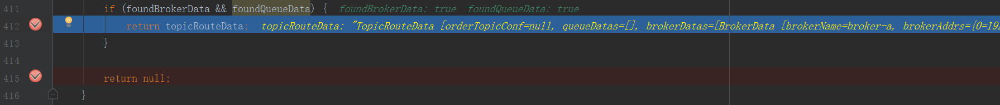 411 if (foundBrokerData && foundQueueData) { foundBrokerData: true foundQueueData: true
412 return topicRouteData; topicRouteData: "TopicRouteData [orderTopicConf=null, queueDatas=[], brokerDatas=[BrokerData [brokerName=broker-a, brokerAddrs={0=192
413 }
414
415 return null;
416 }